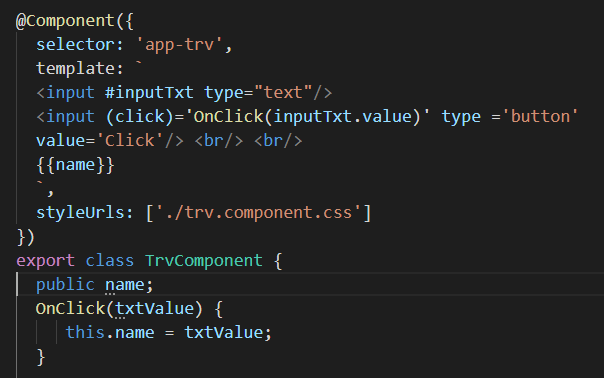 @Component({
selector: 'app-trv',
template: `
<input #inputTxt type="text"/>
<input (click)='OnClick(inputTxt.value)' type ='button'
value='Click'/> <br/> <br/>
{{name}}
`,
styleUrls: ['./trv.component.css']
})
export class TrvComponent {
public name;
OnClick(txtValue) {
this.name = txtValue;
}